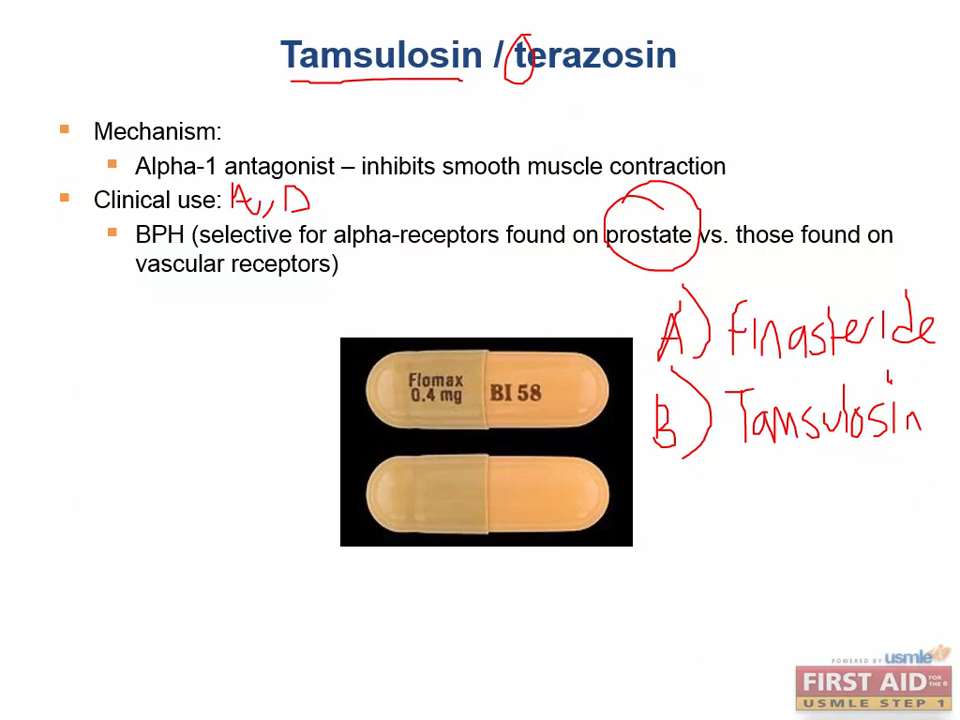 Tamsulosin / terazosin
Mechanism:
Alpha-1 antagonist – inhibits smooth muscle contraction
Clinical use:
BPH (selective for alpha-receptors found on prostate vs. those found on
vascular receptors)
A) Finasteride
B) Tamsulosin
Flomax
0.4 mg
BI 58
POWERED BY usmle
FIRST AID FOR THE ®
USMLE STEP 1